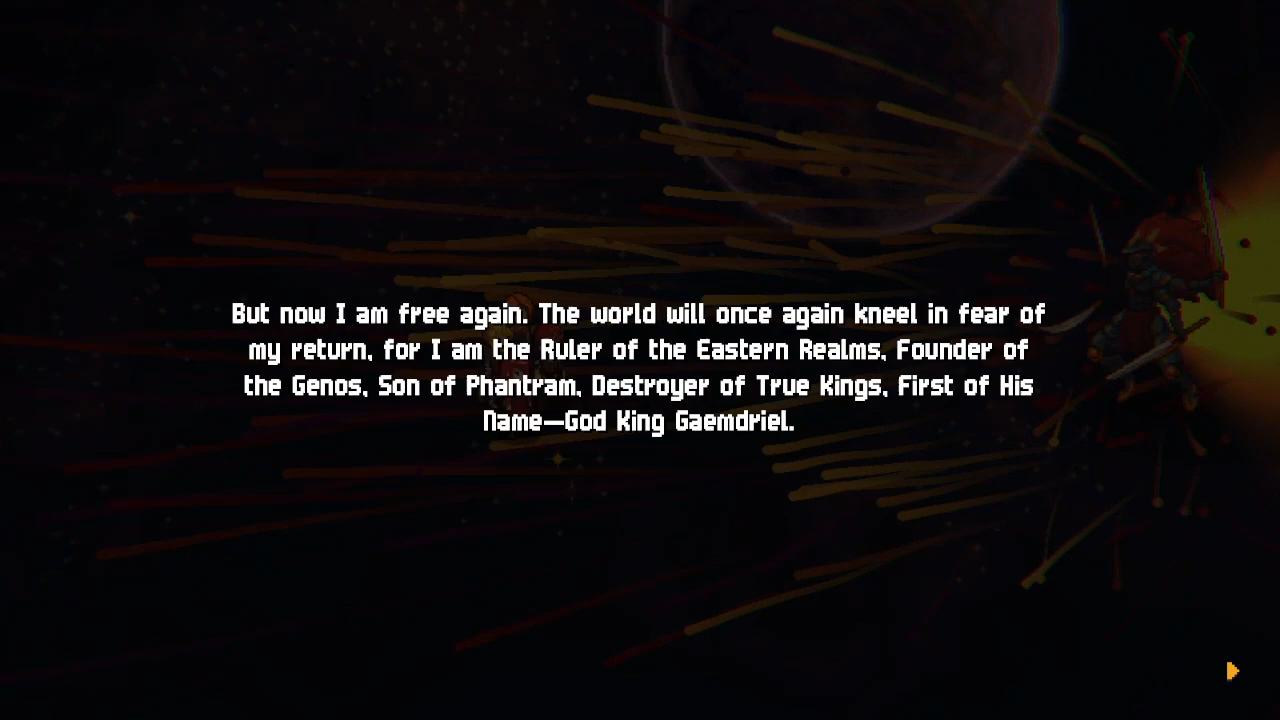 But now I am free again. The world will once again kneel in fear of
my return, for I am the Ruler of the Eastern Realms, Founder of
the Genos, Son of Phantram, Destroyer of True Kings, First of His
Name—God King Gaemdriel.